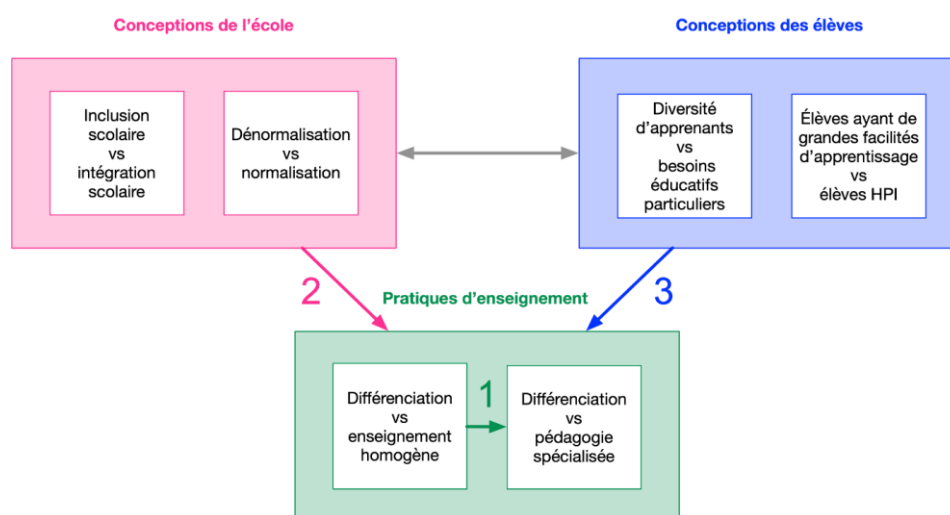 Conceptions de l’école
Conceptions des élèves
Inclusion
scolaire
vs
intégration
scolaire
Dénormalisation
vs
normalisation
Diversité
d’apprenants
vs
besoins
éducatifs
particuliers
Élèves ayant de
grandes facilités
d’apprentissage
vs
élèves HPI
2
3
Pratiques d’enseignement
Différenciation
vs
enseignement
homogène
1
Différenciation
vs
pédagogie
spécialisée